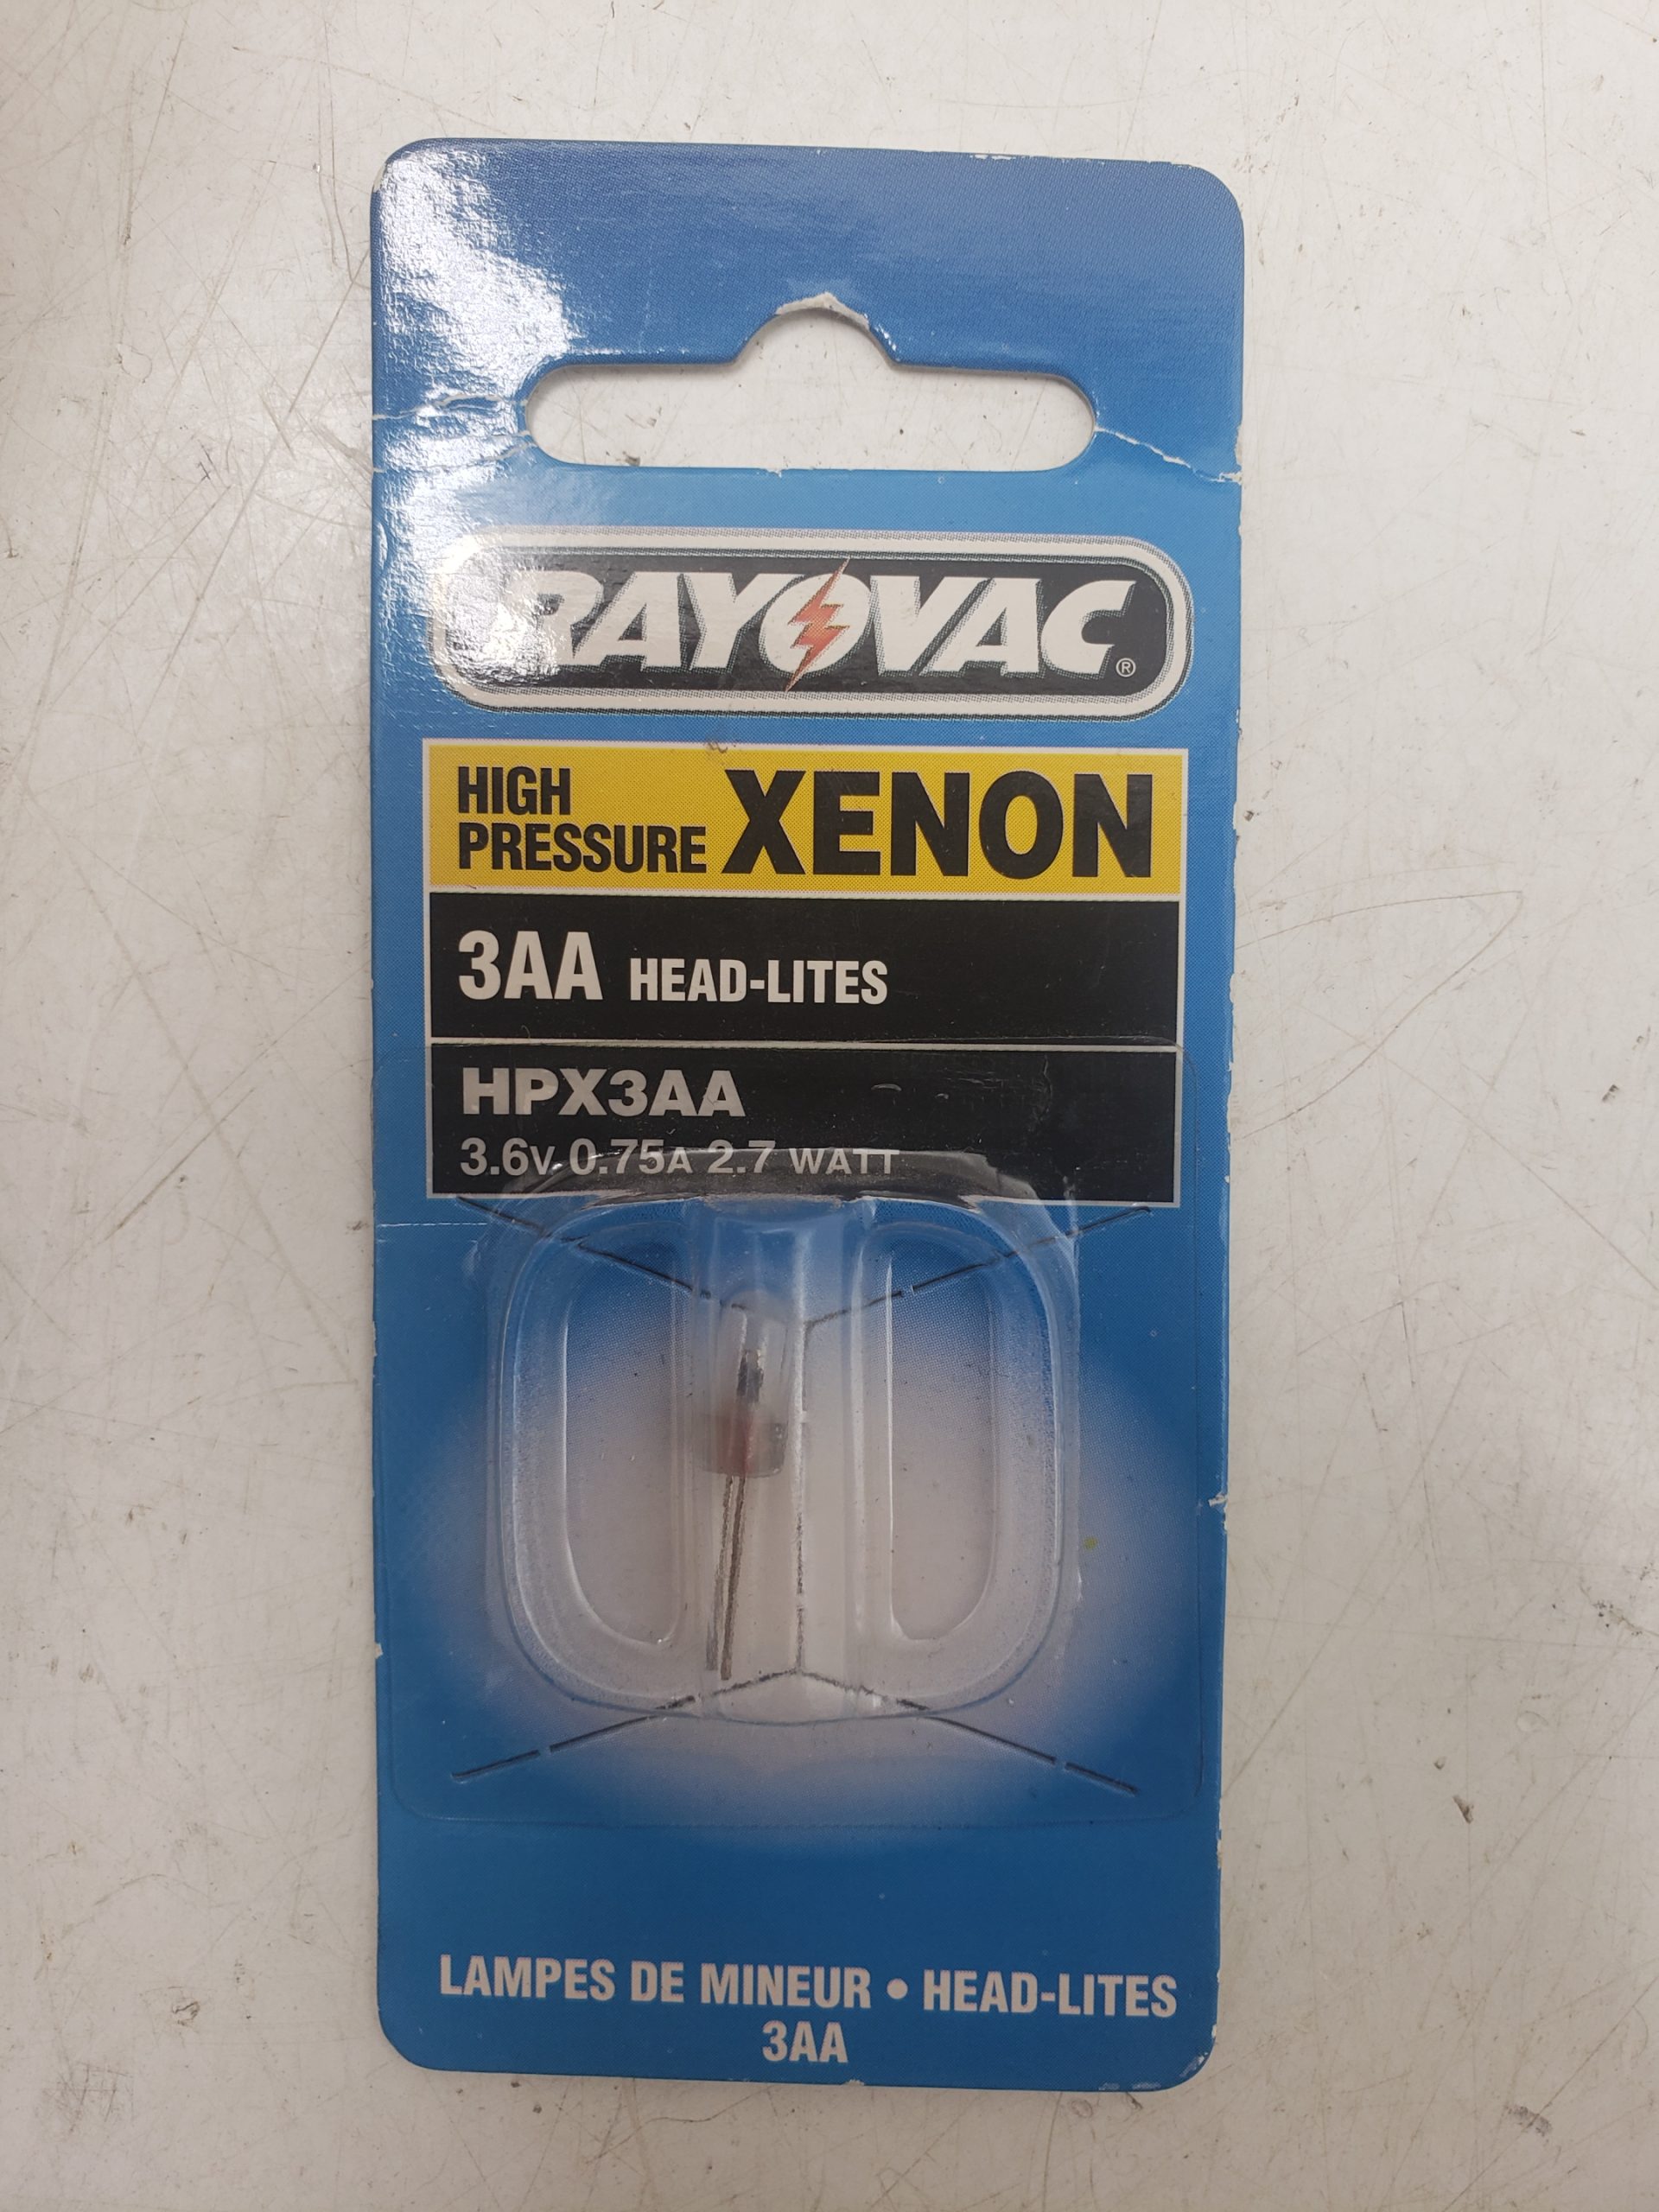 RAYOVAC®
HIGH
PRESSURE XENON
3AA HEAD-LITES
HPX3AA
3.6V 0.75A 2.7 WATT
LAMPES DE MINEUR • HEAD-LITES
3AA